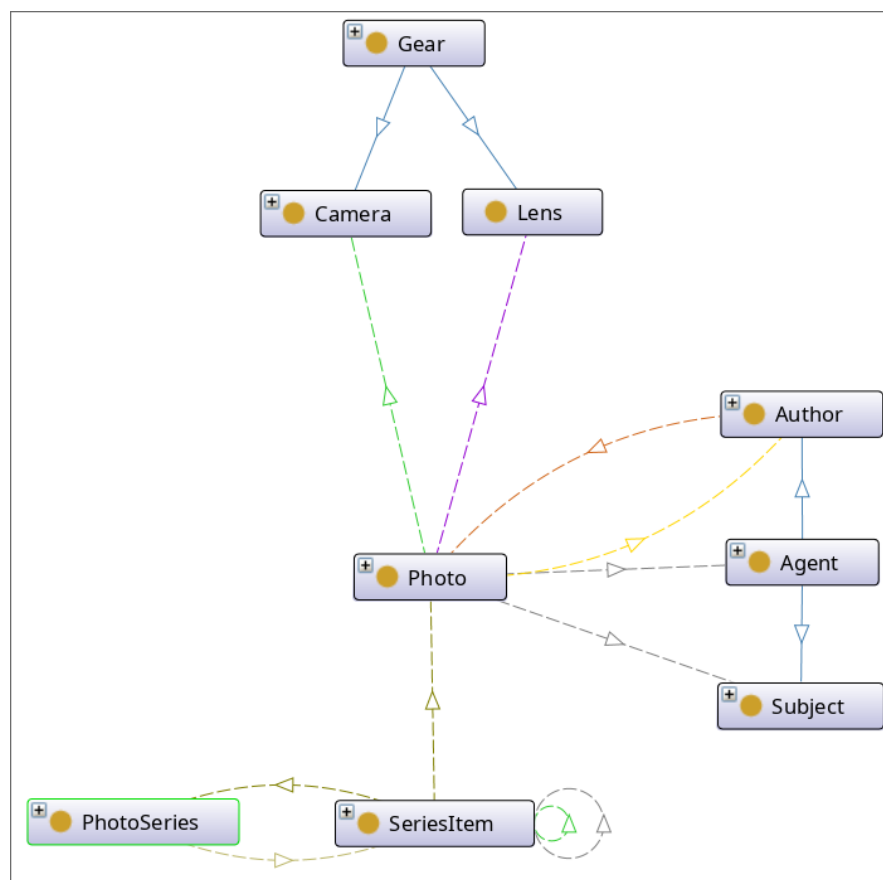 Gear
Camera
Lens
Author
Agent
Photo
Subject
PhotoSeries
SeriesItem